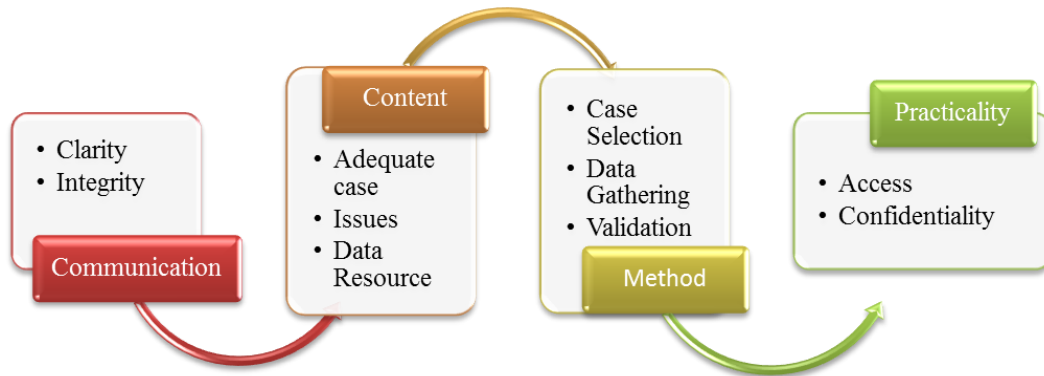 • Clarity
• Integrity
Communication
Content
• Adequate
case
• Issues
• Data
Resource
• Case
Selection
• Data
Gathering
• Validation
Method
Practicality
• Access
• Confidentiality